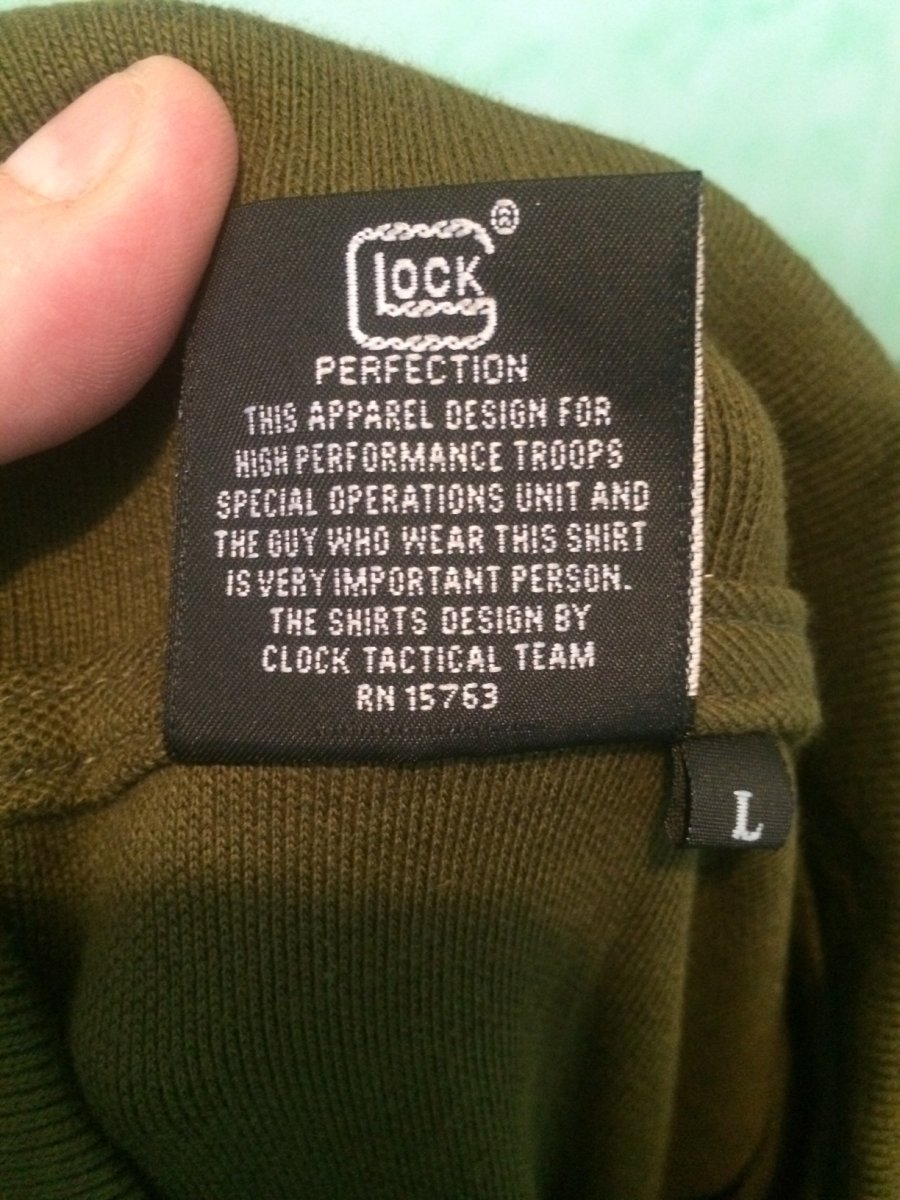 GLOCK®
PERFECTION
THIS APPAREL DESIGN FOR
HIGH PERFORMANCE TROOPS
SPECIAL OPERATIONS UNIT AND
THE GUY WHO WEAR THIS SHIRT
IS VERY IMPORTANT PERSON.
THE SHIRTS DESIGN BY
CLOCK TACTICAL TEAM
RN 15763
L